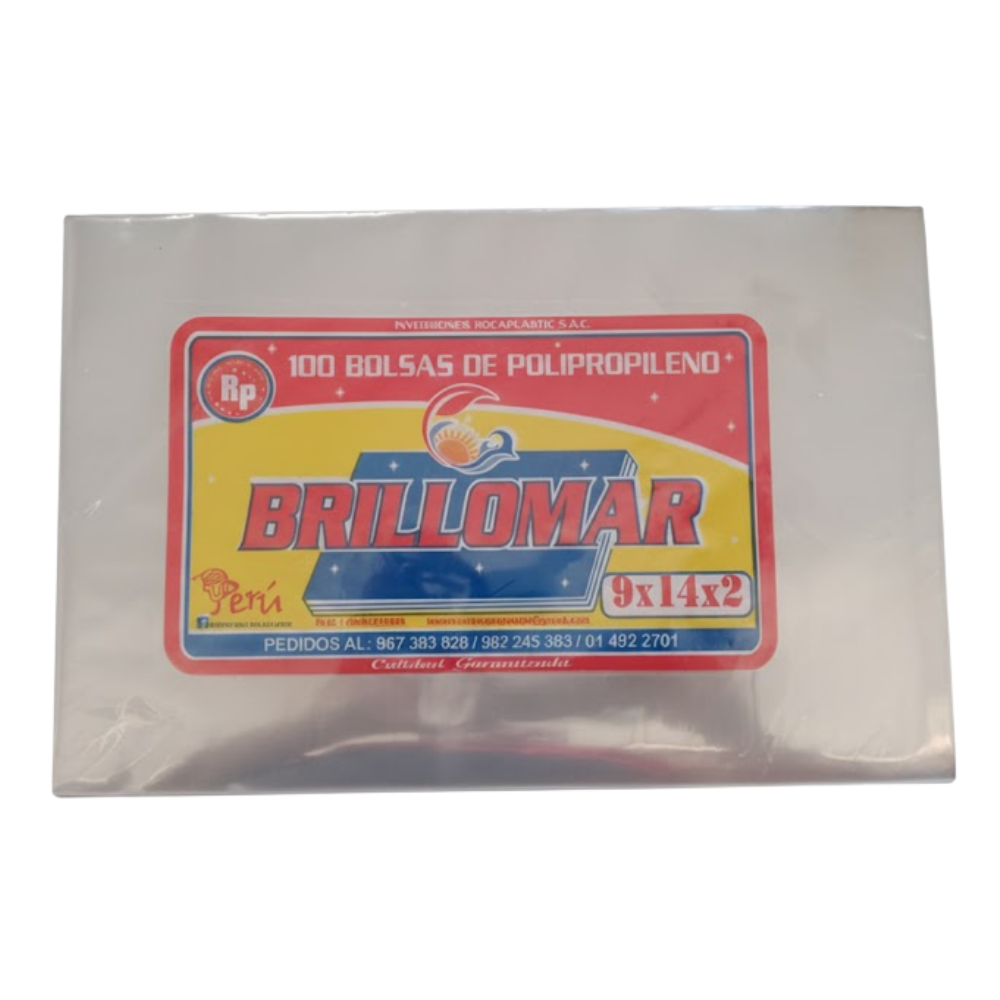 INVERSIONES ROCAPLASTIC S.A.C.
100 BOLSAS DE POLIPROPILENO
Rp
BRILLOMAR
Perú
9x14x2
PEDIDOS AL: 967 383 828 / 982 245 383 / 01 492 2701
Calidad Garantizada